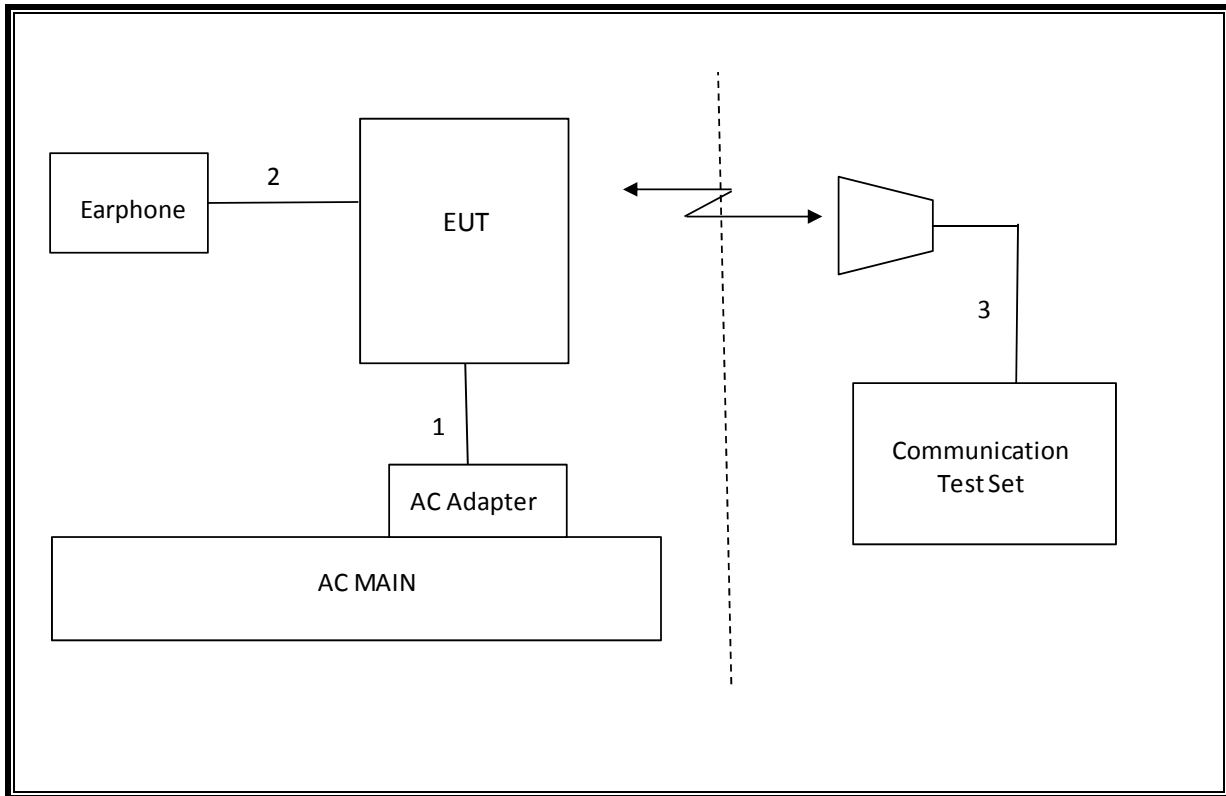 2
Earphone
EUT
3
1
Communication
Test Set
AC Adapter
AC MAIN